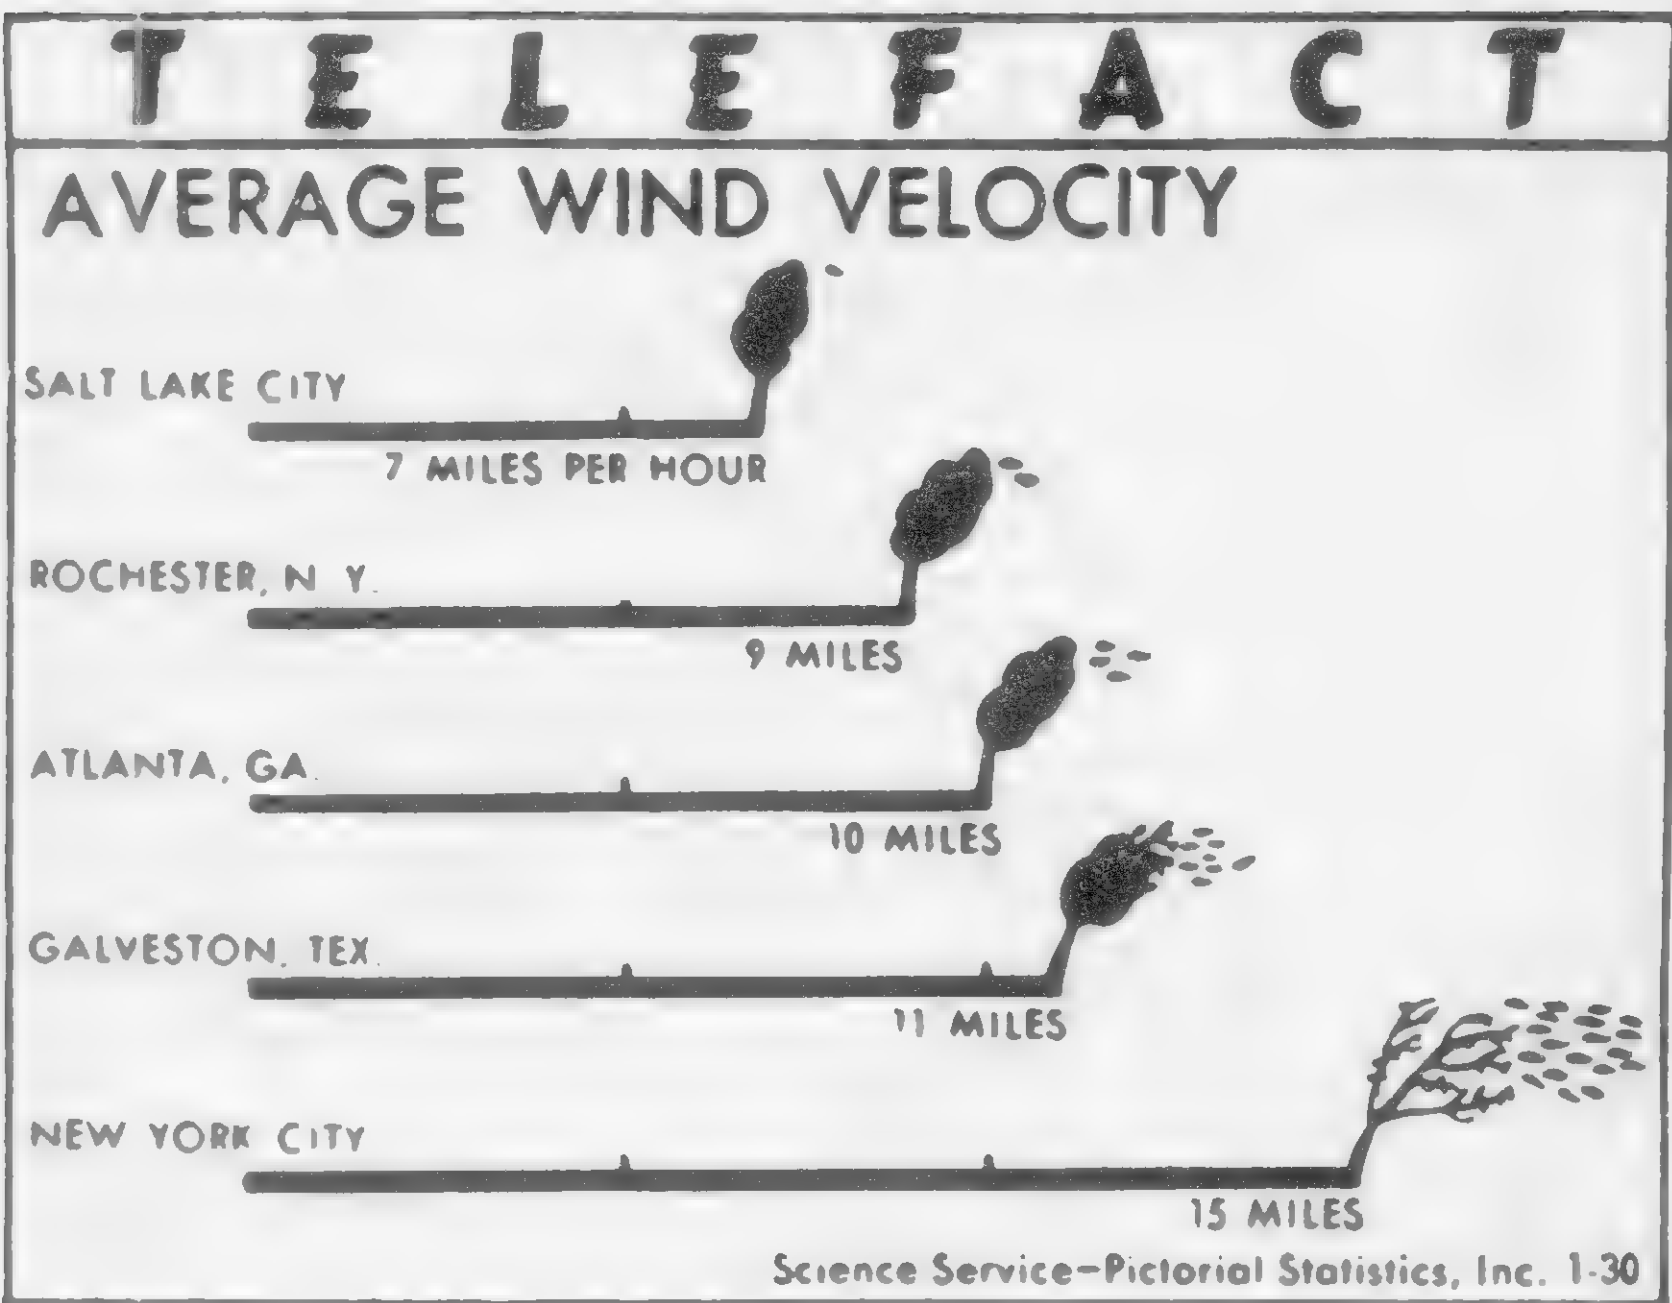 TELEFACT
AVERAGE WIND VELOCITY
SALT LAKE CITY
7 MILES PER HOUR
ROCHESTER, N Y.
9 MILES
ATLANTA, GA.
10 MILES
GALVESTON, TEX.
11 MILES
NEW YORK CITY
15 MILES
Science Service–Pictorial Statistics, Inc. 1-30